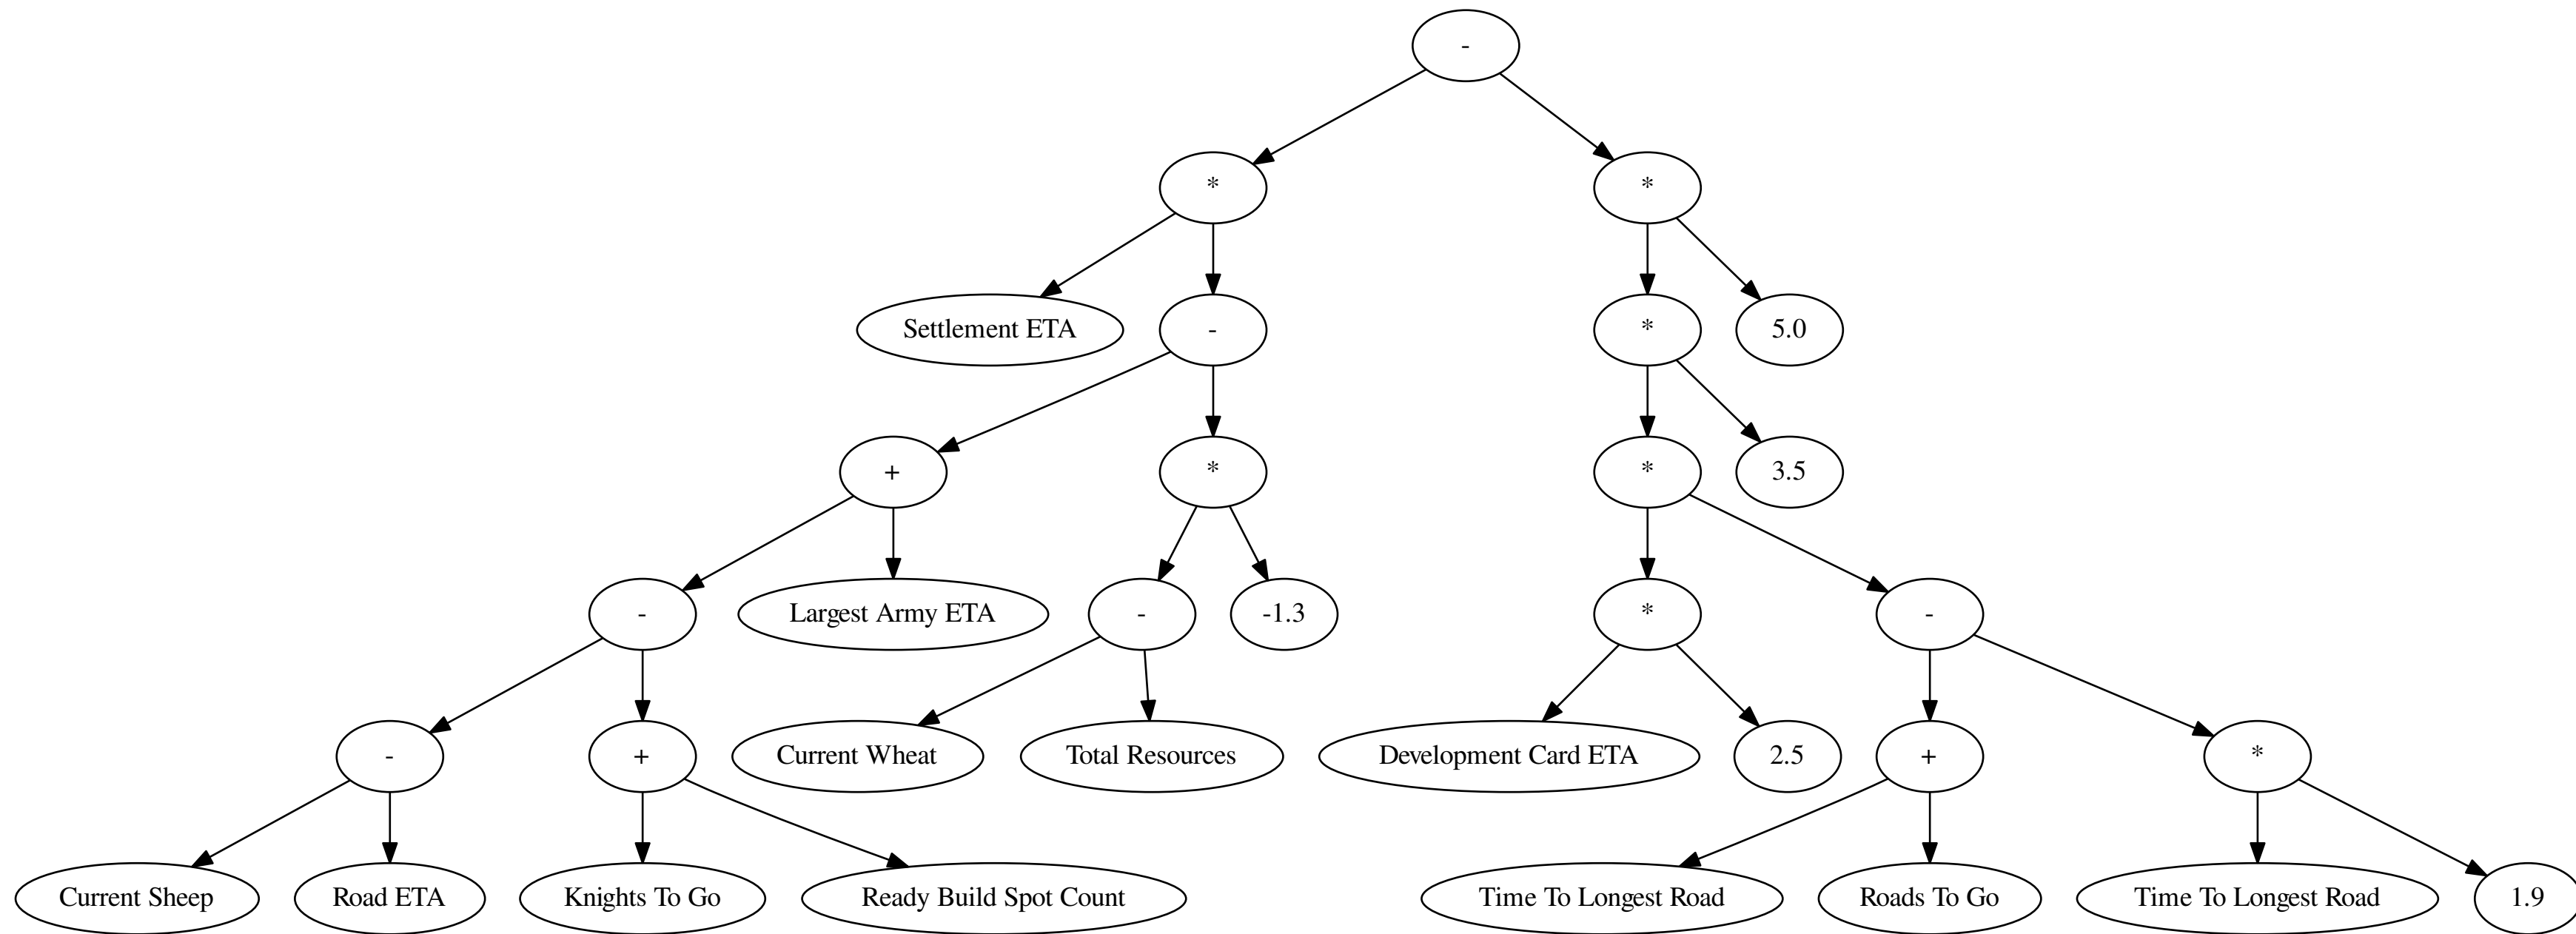 -
*
*
Settlement ETA
-
*
5.0
+
*
*
3.5
-
Largest Army ETA
-
-1.3
*
-
-
+
Current Wheat
Total Resources
Development Card ETA
2.5
+
*
Current Sheep
Road ETA
Knights To Go
Ready Build Spot Count
Time To Longest Road
Roads To Go
Time To Longest Road
1.9